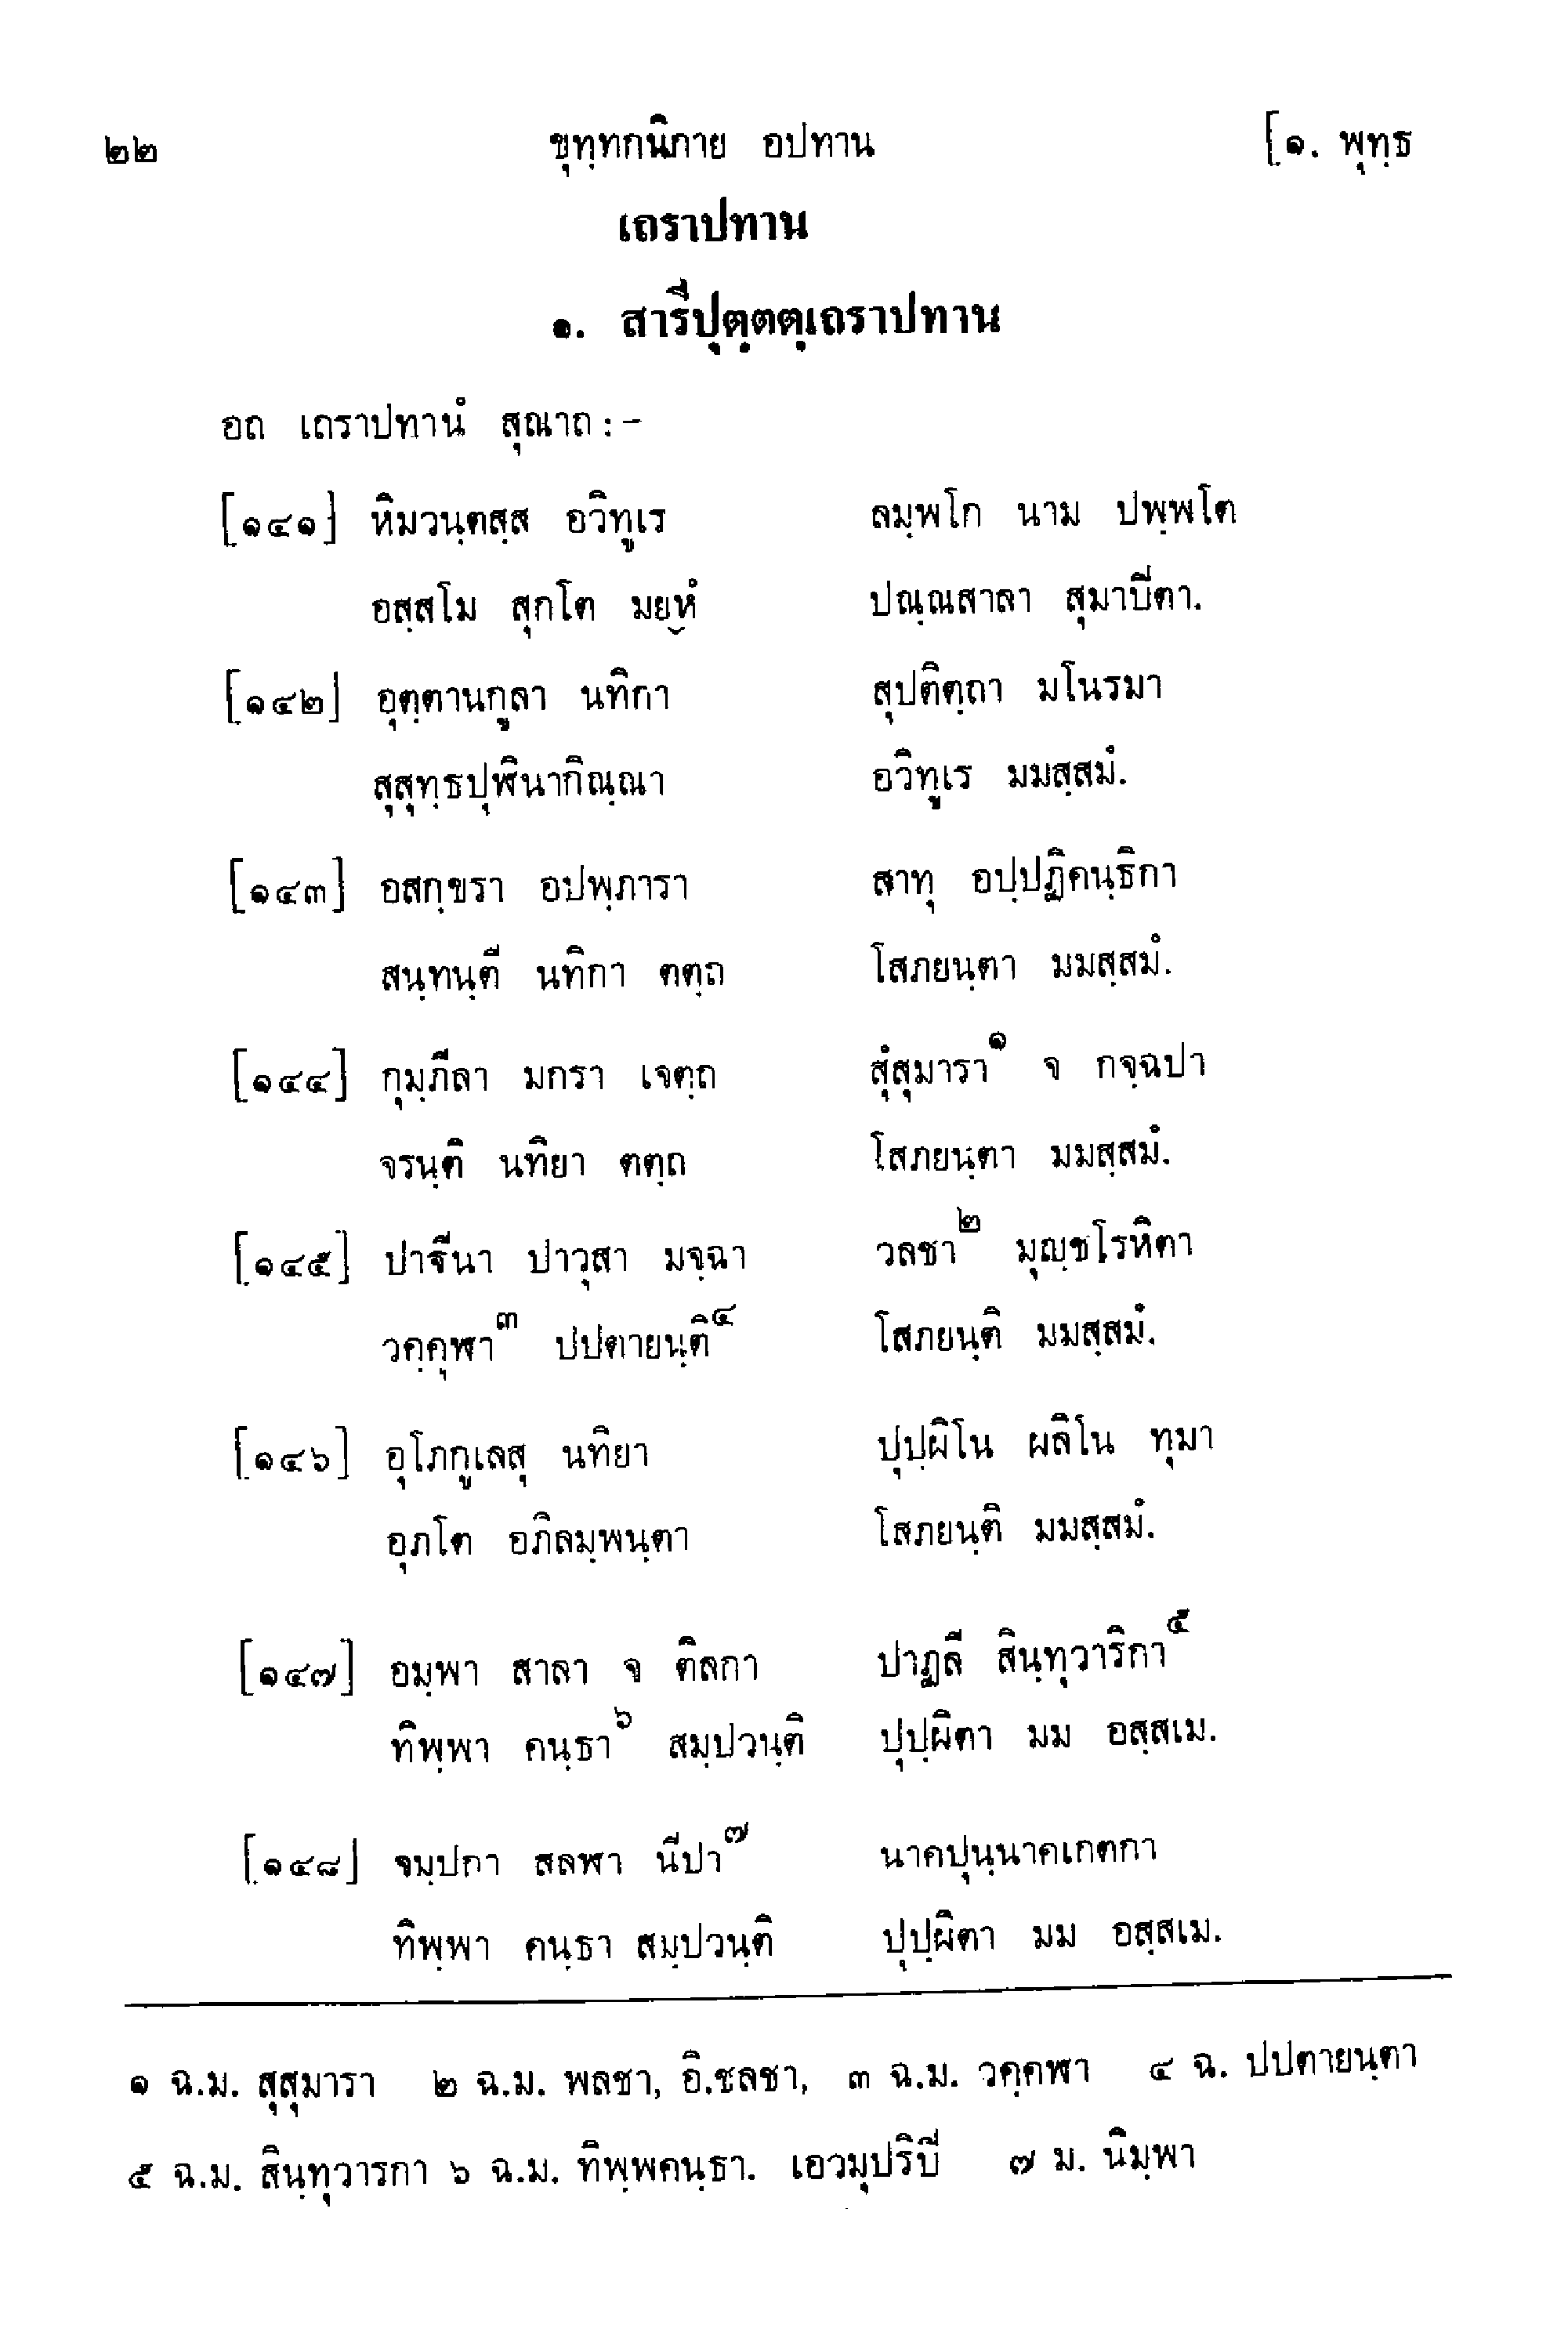 ๒๒ ขุทฺทกนิกาย อปทาน [๑. พุทฺธ
เถราปทาน
๑. สารีปุตฺตตฺเถราปทาน
อถ เถราปทานํ สุณาถ:-
[๑๔๑] หิมวนฺตสฺส อวิทูเร ลมฺพโก นาม ปพฺพโต
อสฺสโม สุกโต มยฺหํ ปณฺณสาลา สุมาปีตา.
[๑๔๒] อุตฺตานกูลา นทิกา สุปติตฺถา มโนรมา
สุสุทฺธปุฬินากิณฺณา อวิทูเร มมสฺสมํ.
[๑๔๓] อสกฺขรา อปพฺภารา สาทุ อปฺปฏิคนฺธิกา
สนฺทนฺตี นทิกา ตตฺถ โสภยนฺตา มมสฺสมํ.
[๑๔๔] กุมฺภีลา มกรา เจตฺถ สุํสุมารา๑ จ กจฺฉปา
จรนฺติ นทิยา ตตฺถ โสภยนฺตา มมสฺสมํ.
[๑๔๕] ปาจีนา ปาวุสา มจฺฉา วลชา๒ มุญฺชโรหิตา
วคฺคุฬา๓ ปปตายนฺติ๔ โสภยนฺติ มมสฺสมํ.
[๑๔๖] อุโภกูเลสุ นทิยา ปุปฺผิโน ผลิโน ทุมา
อุภโต อภิลมฺพนฺตา โสภยนฺติ มมสฺสมํ.
[๑๔๗] อมฺพา สาลา จ ติลกา ปาฏลี สินฺทุวาริกา๕
ทิพฺพา คนฺธา๖ สมฺปวนฺติ ปุปฺผิตา มม อสฺสเม.
[๑๔๘] จมฺปกา สลฬา นีปา๗ นาคปุนฺนาคเกตกา
ทิพฺพา คนฺธา สมฺปวนฺติ ปุปฺผิตา มม อสฺสเม.
๑ ฉ.ม. สุสุมารา ๒ ฉ.ม. พลชา, อิ.ชลชา, ๓ ฉ.ม. วคฺคฬา ๔ ฉ. ปปตายนฺตา
๕ ฉ.ม. สินฺทุวารกา ๖ ฉ.ม. ทิพฺพคนฺธา. เอวมุปริปิ ๗ ม. นิมฺพา